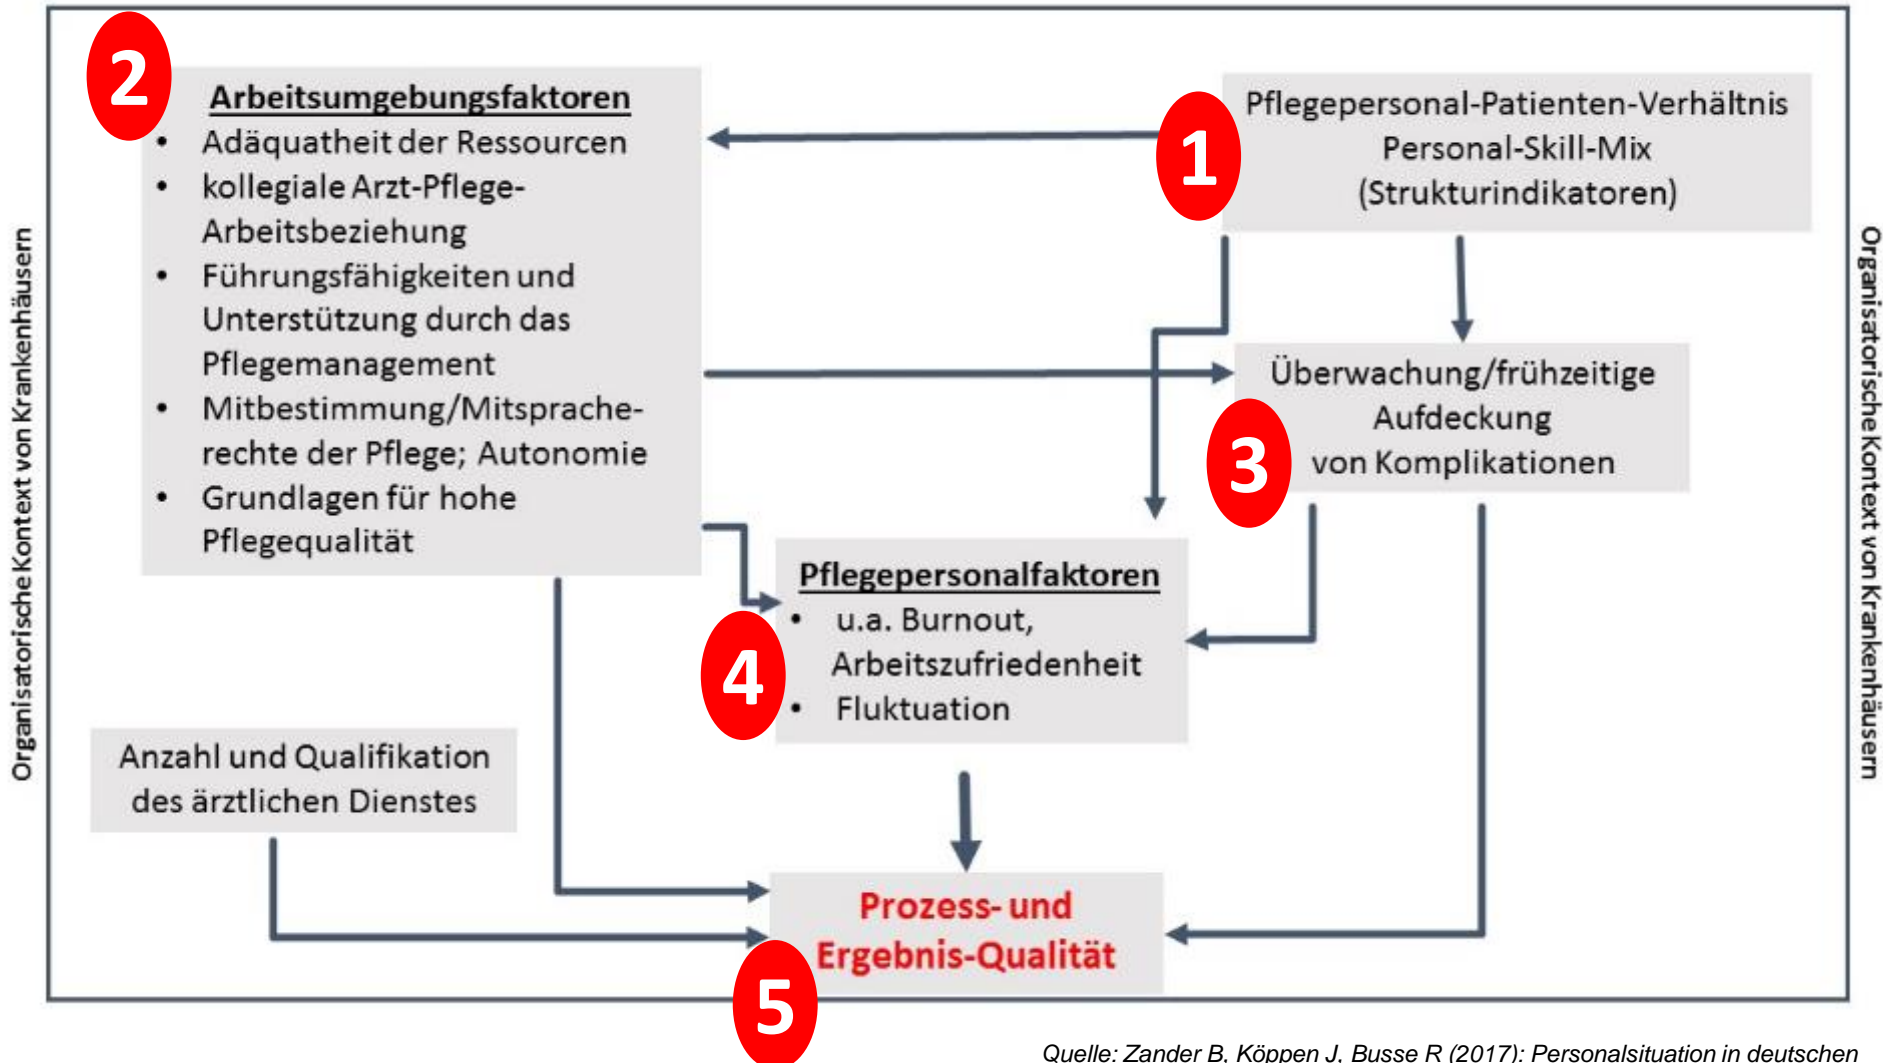 2
Arbeitsumgebungsfaktoren
• Adäquatheit der Ressourcen
• kollegiale Arzt-Pflege-
Arbeitsbeziehung
• Führungsfähigkeiten und
Unterstützung durch das
Pflegemanagement
• Mitbestimmung/Mitsprache-
rechte der Pflege; Autonomie
• Grundlagen für hohe
Pflegequalität
1
Pflegepersonal-Patienten-Verhältnis
Personal-Skill-Mix
(Strukturindikatoren)
3
Überwachung/frühzeitige
Aufdeckung
von Komplikationen
4
Pflegepersonalfaktoren
• u.a. Burnout,
Arbeitszufriedenheit
• Fluktuation
Anzahl und Qualifikation
des ärztlichen Dienstes
5
Prozess- und
Ergebnis-Qualität
Organisatorische Kontext von Krankenhäusern
Organisatorische Kontext von Krankenhäusern
Quelle: Zander B, Köppen J, Busse R (2017): Personalsituation in deutschen